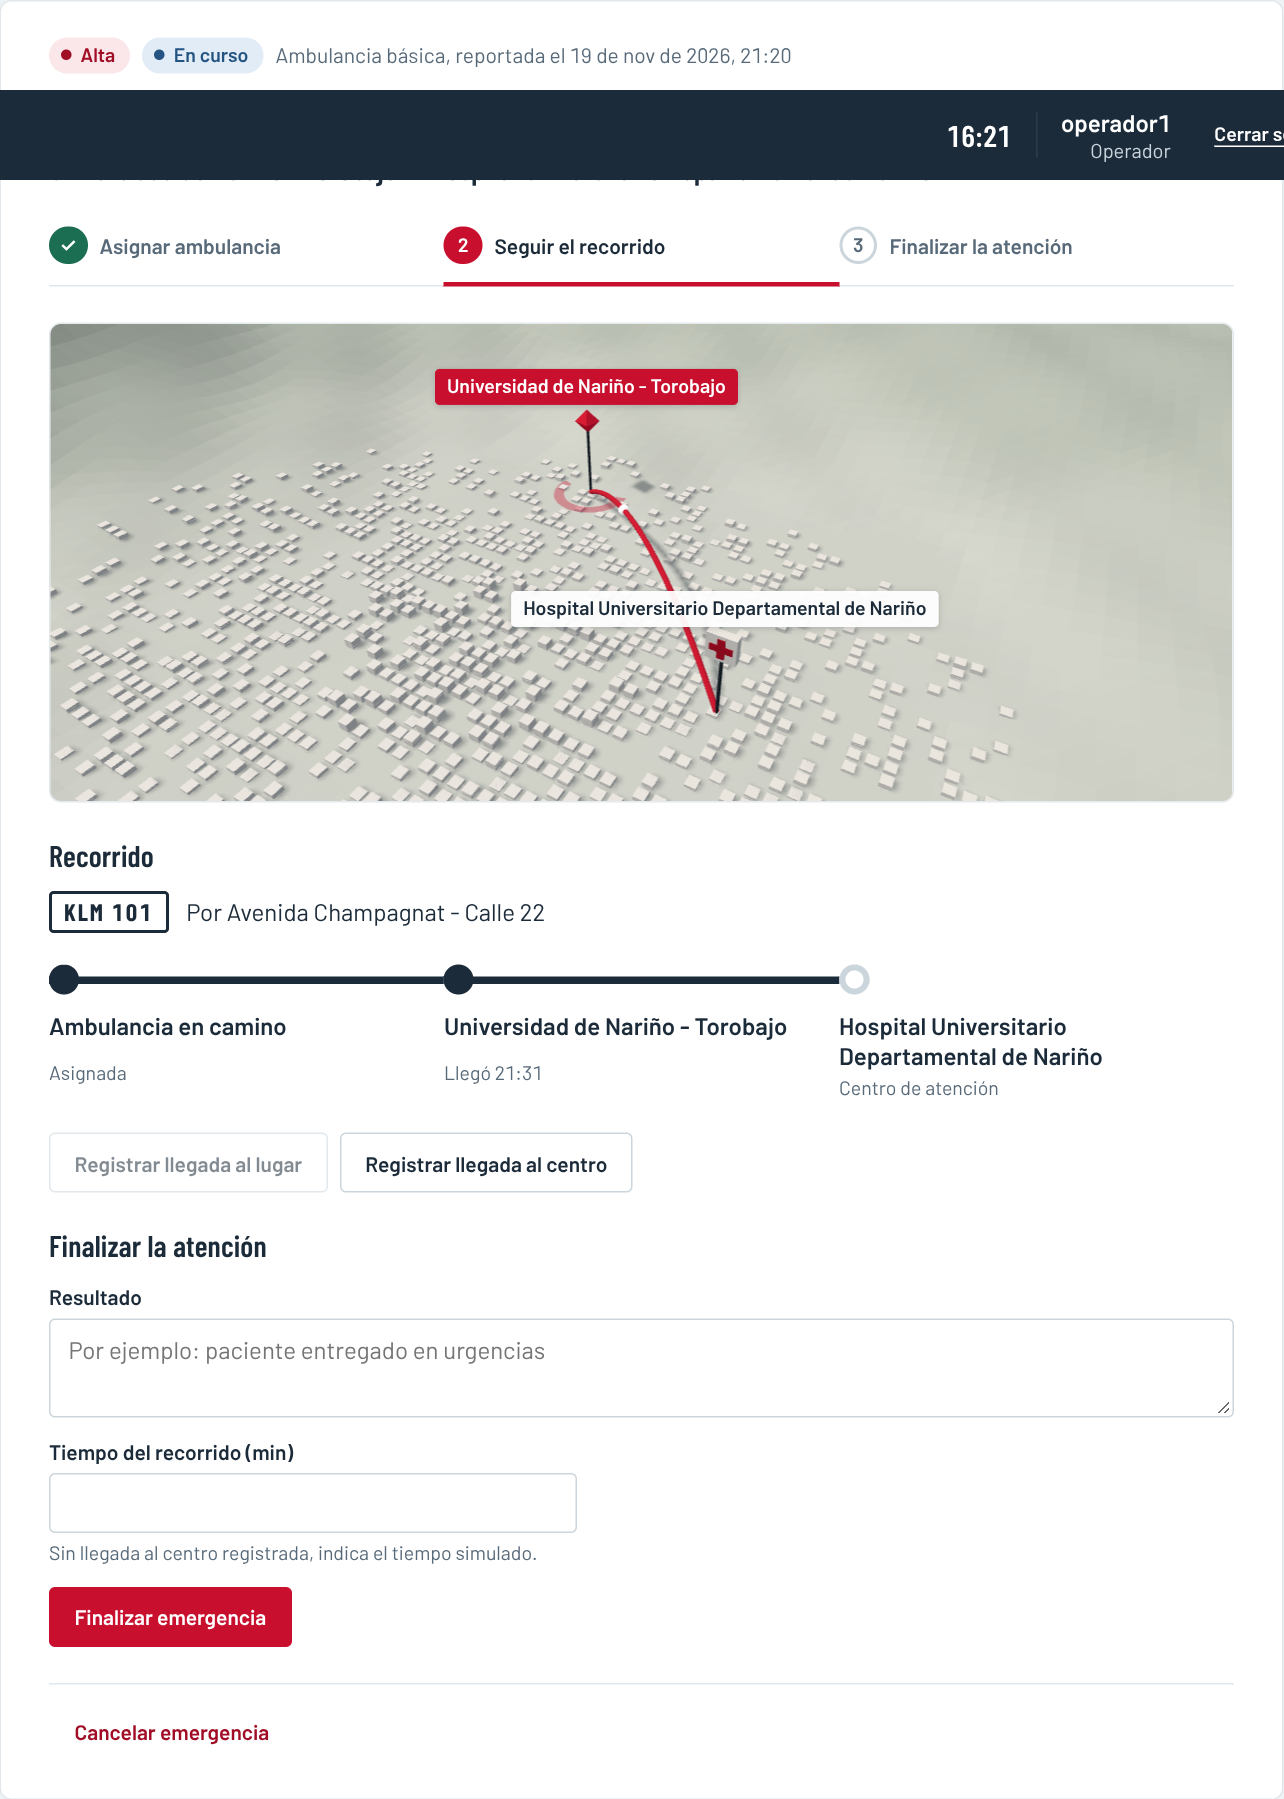 Alta
En curso
Ambulancia básica, reportada el 19 de nov de 2026, 21:20
16:21
operador1
Operador
Cerrar s
Asignar ambulancia
2
Seguir el recorrido
3
Finalizar la atención
Universidad de Nariño - Torobajo
Hospital Universitario Departamental de Nariño
Recorrido
KLM 101
Por Avenida Champagnat - Calle 22
Ambulancia en camino
Asignada
Universidad de Nariño - Torobajo
Llegó 21:31
Hospital Universitario
Departamental de Nariño
Centro de atención
Registrar llegada al lugar
Registrar llegada al centro
Finalizar la atención
Resultado
Por ejemplo: paciente entregado en urgencias
Tiempo del recorrido (min)
Sin llegada al centro registrada, indica el tiempo simulado.
Finalizar emergencia
Cancelar emergencia